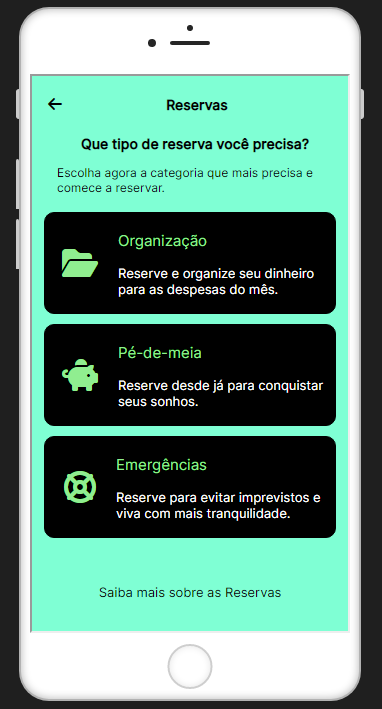 Reservas
Que tipo de reserva você precisa?
Escolha agora a categoria que mais precisa e
comece a reservar.
Organização
Reserve e organize seu dinheiro
para as despesas do mês.
Pé-de-meia
Reserve desde já para conquistar
seus sonhos.
Emergências
Reserve para evitar imprevistos e
viva com mais tranquilidade.
Saiba mais sobre as Reservas